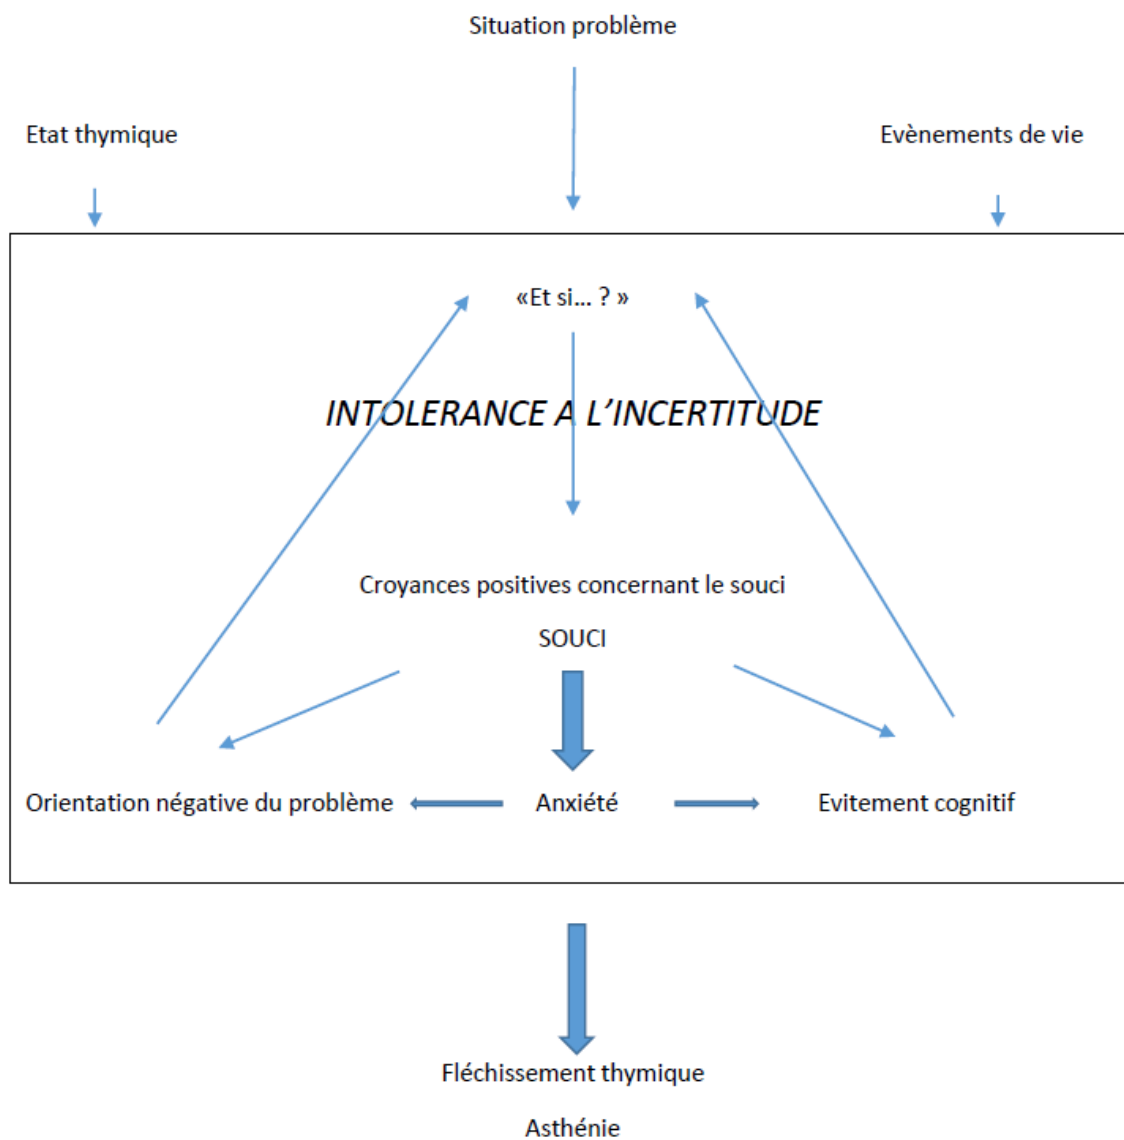 Situation problème
Etat thymique
Evènements de vie
«Et si… ? »
INTOLERANCE A L’INCERTITUDE
Croyances positives concernant le souci
SOUCI
Orientation négative du problème
Anxiété
Evitement cognitif
Fléchissement thymique
Asthénie